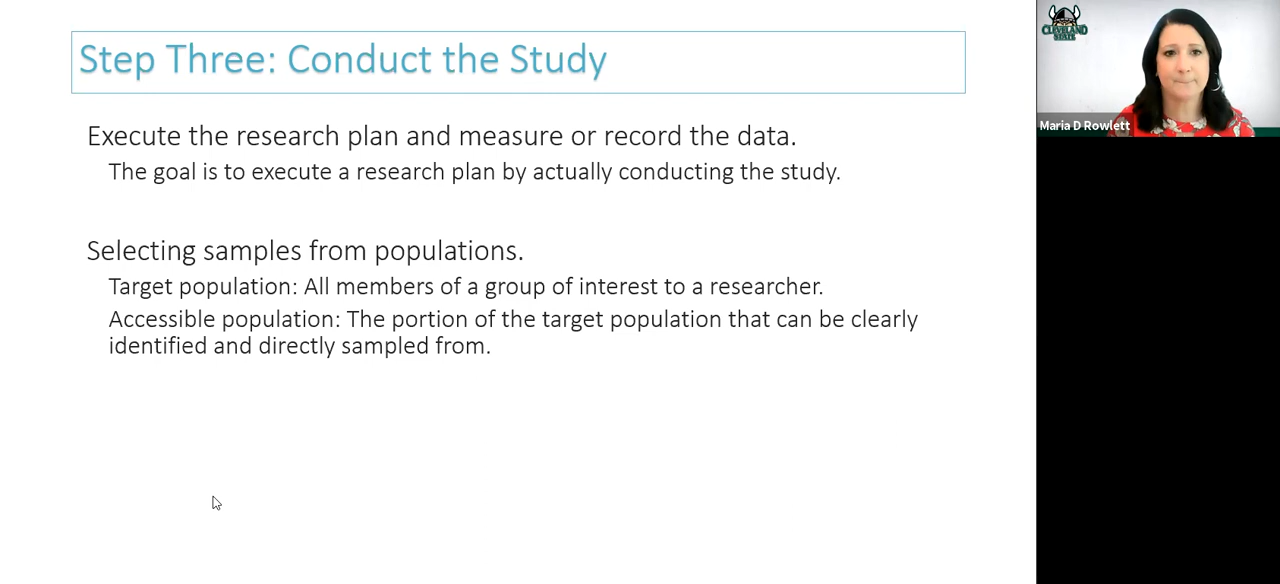 Step Three: Conduct the Study
Execute the research plan and measure or record the data.
The goal is to execute a research plan by actually conducting the study.
Selecting samples from populations.
Target population: All members of a group of interest to a researcher.
Accessible population: The portion of the target population that can be clearly
identified and directly sampled from.
CLEVELAND
STATE
Maria D Rowlett